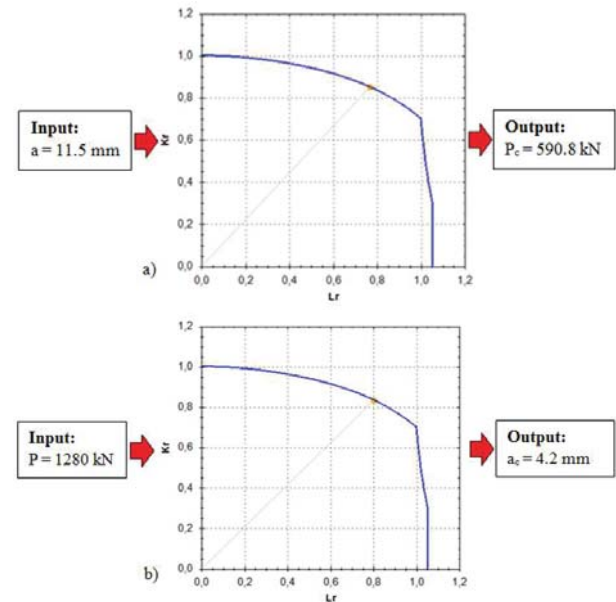 1,2
1,0
0,8
0,6
0,4
0,2
0,0
Kr
0,0 0,2 0,4 0,6 0,8 1,0 1,2
Lr
Input:
a = 11.5 mm
Output:
Pc = 590.8 kN
a)
1,2
1,0
0,8
0,6
0,4
0,2
0,0
Kr
0,0 0,2 0,4 0,6 0,8 1,0 1,2
Lr
Input:
P = 1280 kN
Output:
ac = 4.2 mm
b)